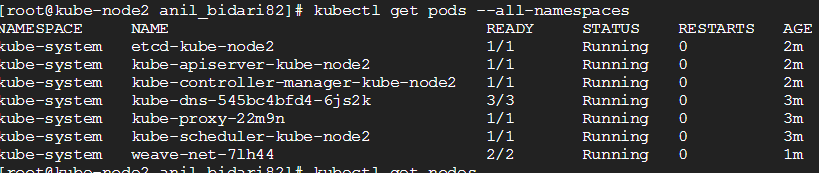 [root@kube-node2 anil_bidari82]# kubectl get pods --all-namespaces
NAMESPACE NAME READY STATUS RESTARTS AGE
kube-system etcd-kube-node2 1/1 Running 0 2m
kube-system kube-apiserver-kube-node2 1/1 Running 0 2m
kube-system kube-controller-manager-kube-node2 1/1 Running 0 2m
kube-system kube-dns-545bc4bfd4-6js2k 3/3 Running 0 3m
kube-system kube-proxy-22m9n 1/1 Running 0 3m
kube-system kube-scheduler-kube-node2 1/1 Running 0 3m
kube-system weave-net-7lh44 2/2 Running 0 1m
[root@kube-node2 anil_bidari82]# kubectl get nodes